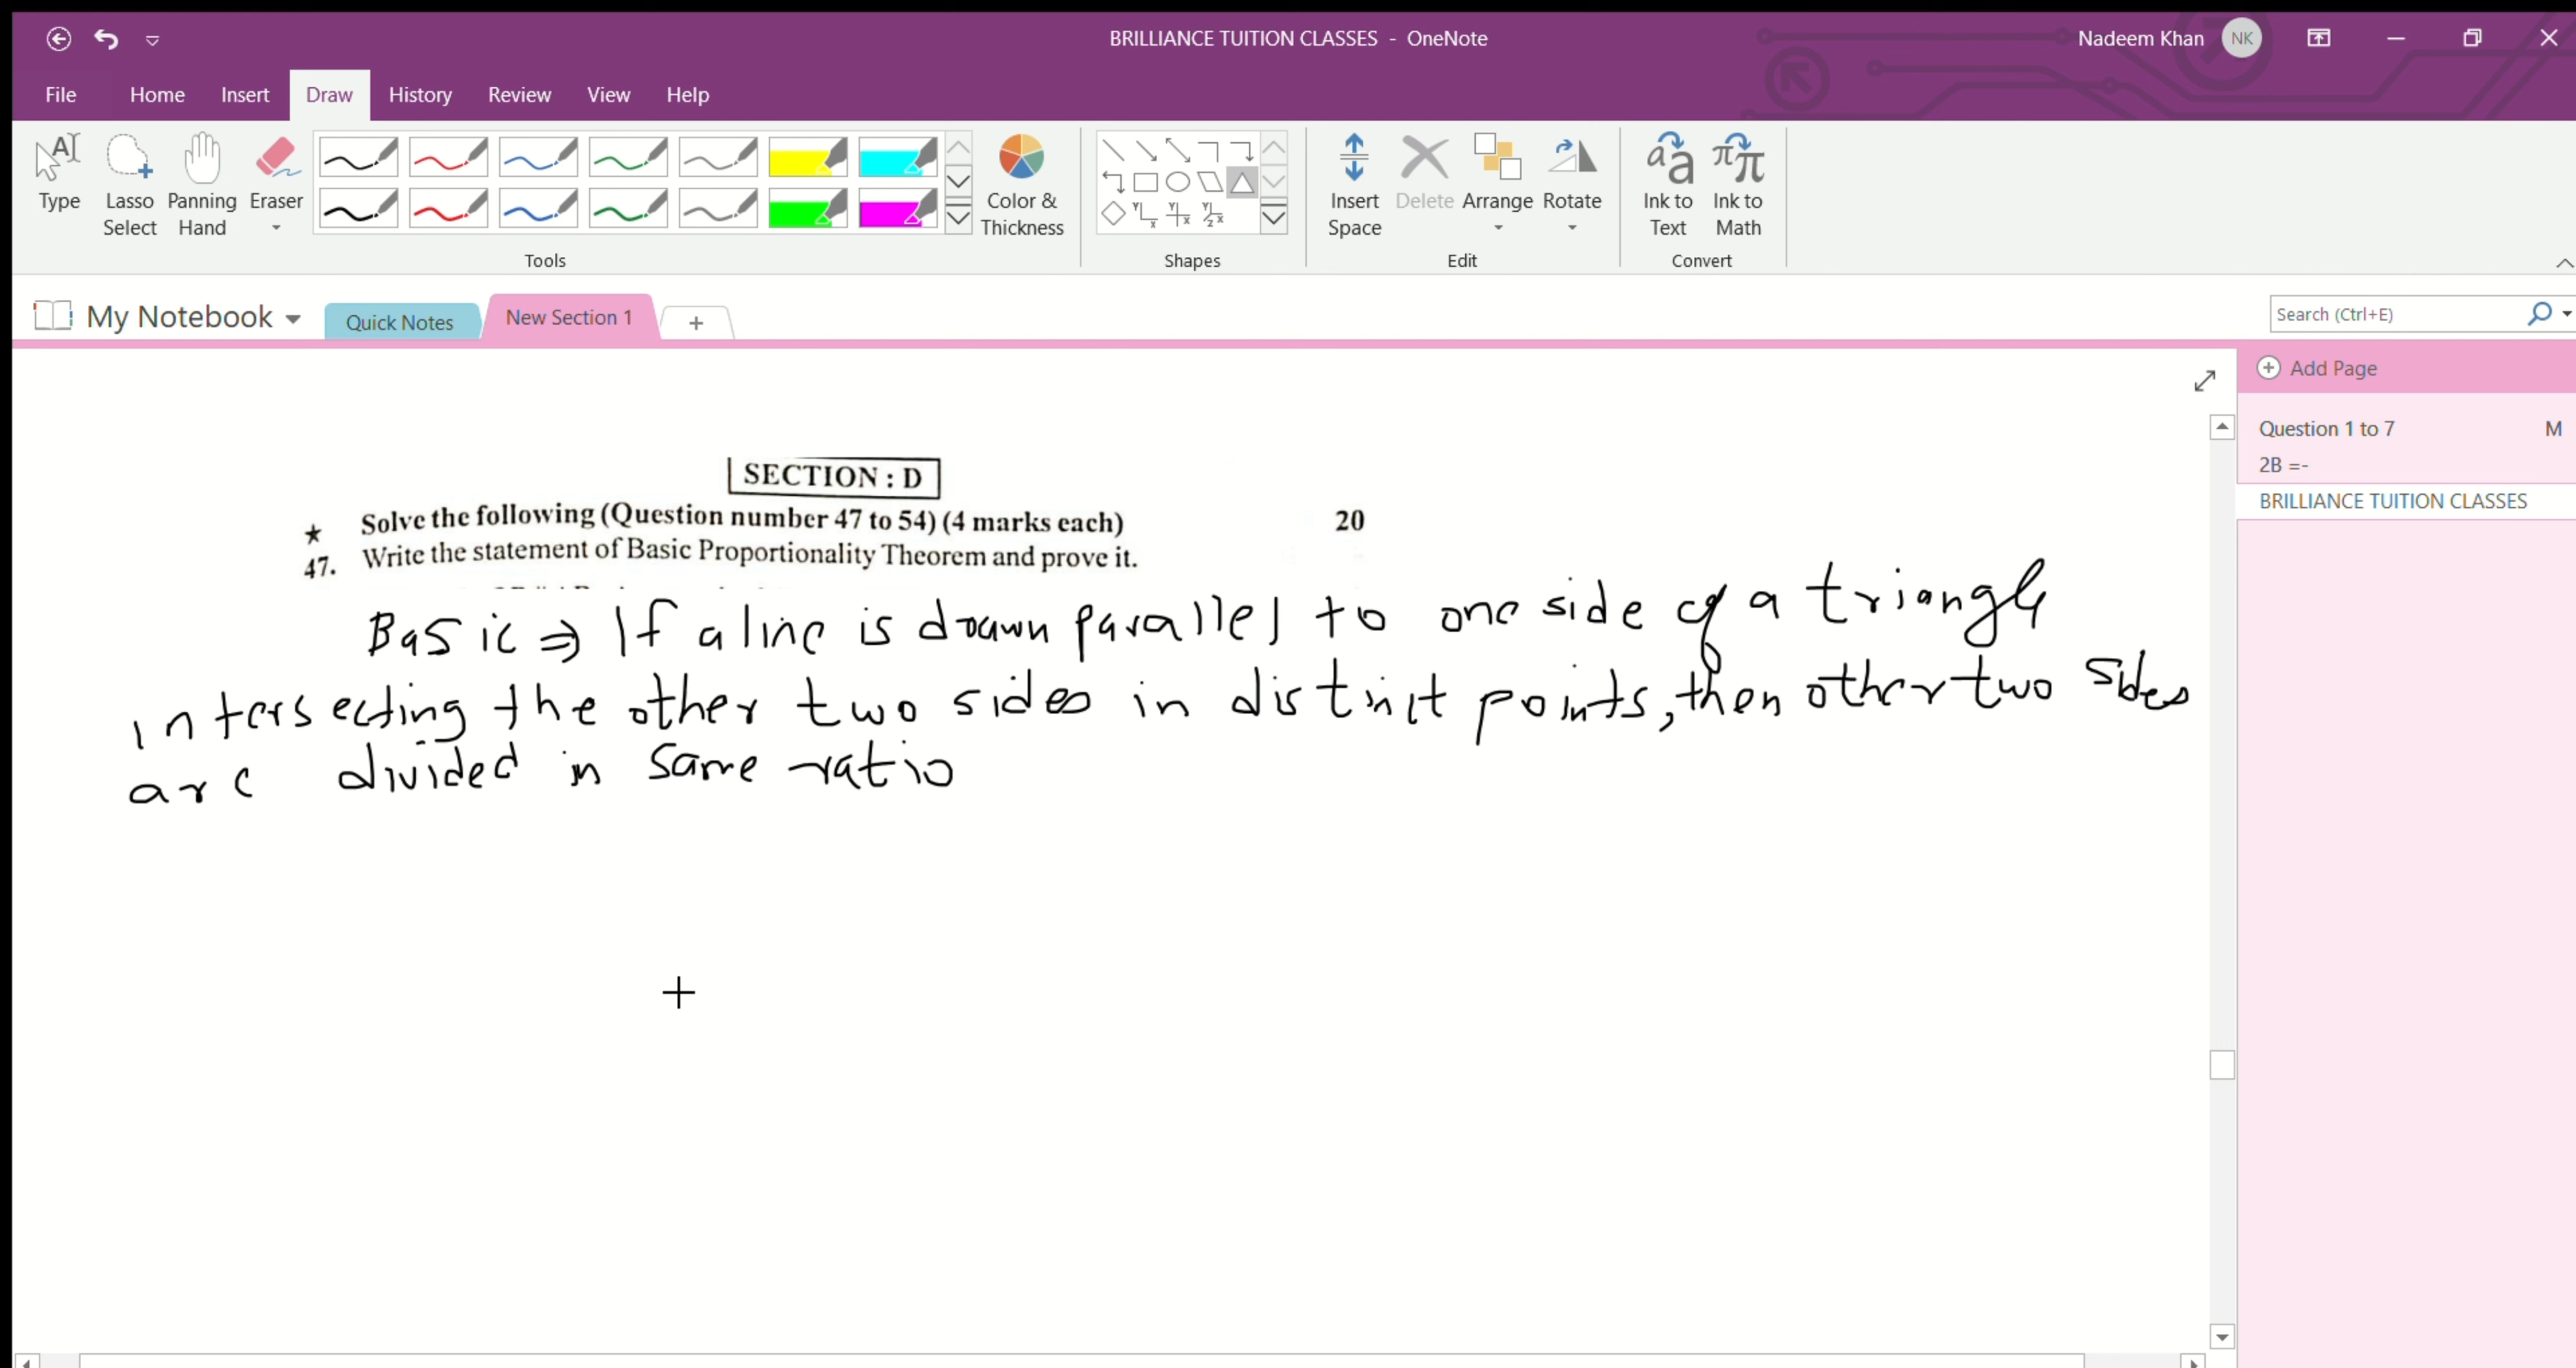 BRILLIANCE TUITION CLASSES - OneNote
Nadeem Khan NK
File Home Insert Draw History Review View Help
Type Lasso Select Panning Hand Eraser
Color & Thickness
Insert Space Delete Arrange Rotate
Ink to Text Ink to Math
Tools Shapes Edit Convert
My Notebook Quick Notes New Section 1 +
Search (Ctrl+E)
Add Page
Question 1 to 7 M
2B =-
BRILLIANCE TUITION CLASSES
SECTION : D
★ Solve the following (Question number 47 to 54) (4 marks each) 20
47. Write the statement of Basic Proportionality Theorem and prove it.
Basic ⇒ If a line is drawn parallel to one side of a triangle
intersecting the other two sides in distinct points, then other two sides
are divided in same ratio